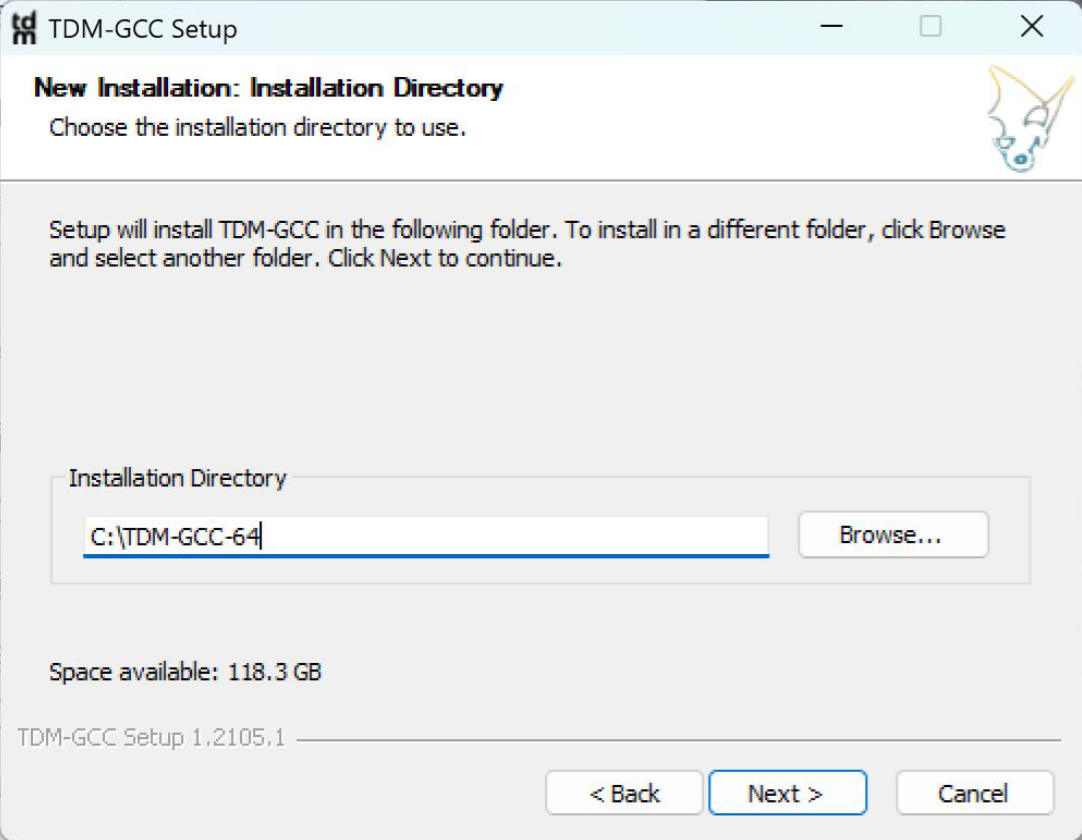 tdm TDM-GCC Setup
New Installation: Installation Directory
Choose the installation directory to use.
Setup will install TDM-GCC in the following folder. To install in a different folder, click Browse
and select another folder. Click Next to continue.
Installation Directory
C:\TDM-GCC-64
Browse...
Space available: 118.3 GB
TDM-GCC Setup 1.2105.1
< Back
Next >
Cancel